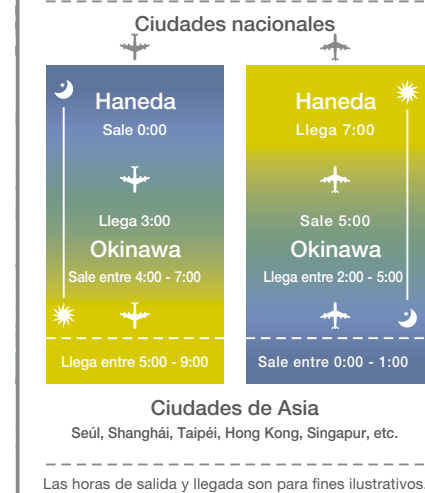 Ciudades nacionales
Haneda
Sale 0:00
Llega 3:00
Okinawa
Sale entre 4:00 - 7:00
Llega entre 5:00 - 9:00
Haneda
Llega 7:00
Sale 5:00
Okinawa
Llega entre 2:00 - 5:00
Sale entre 0:00 - 1:00
Ciudades de Asia
Seúl, Shanghái, Taipéi, Hong Kong, Singapur, etc.
Las horas de salida y llegada son para fines ilustrativos.